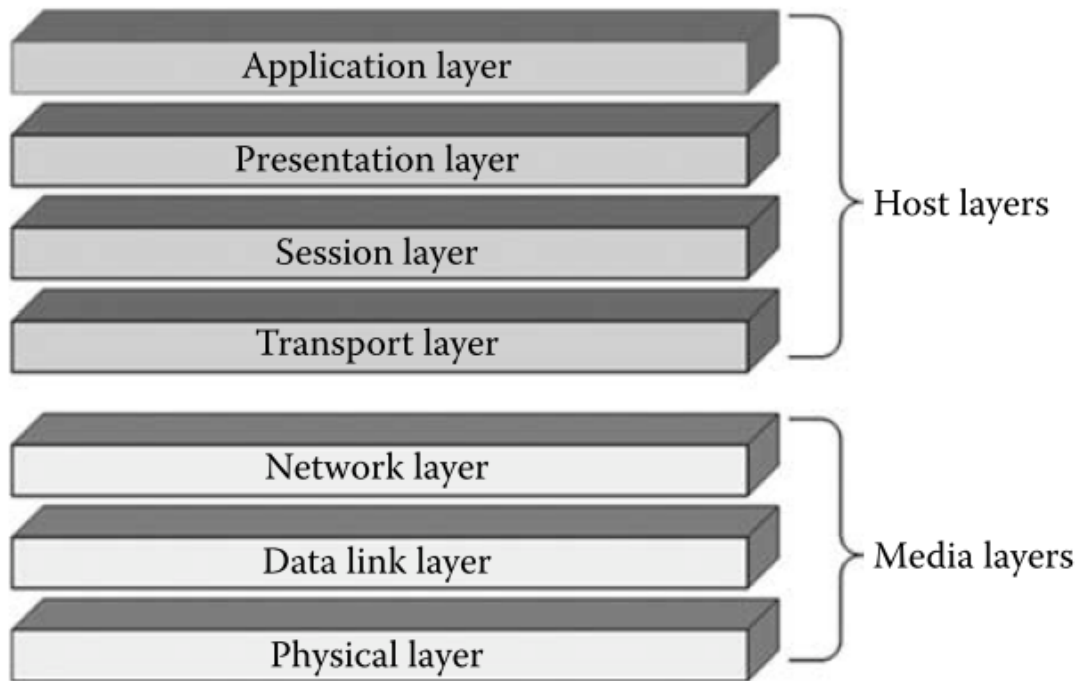 Application layer
Presentation layer
Session layer
Transport layer
Host layers
Network layer
Data link layer
Physical layer
Media layers